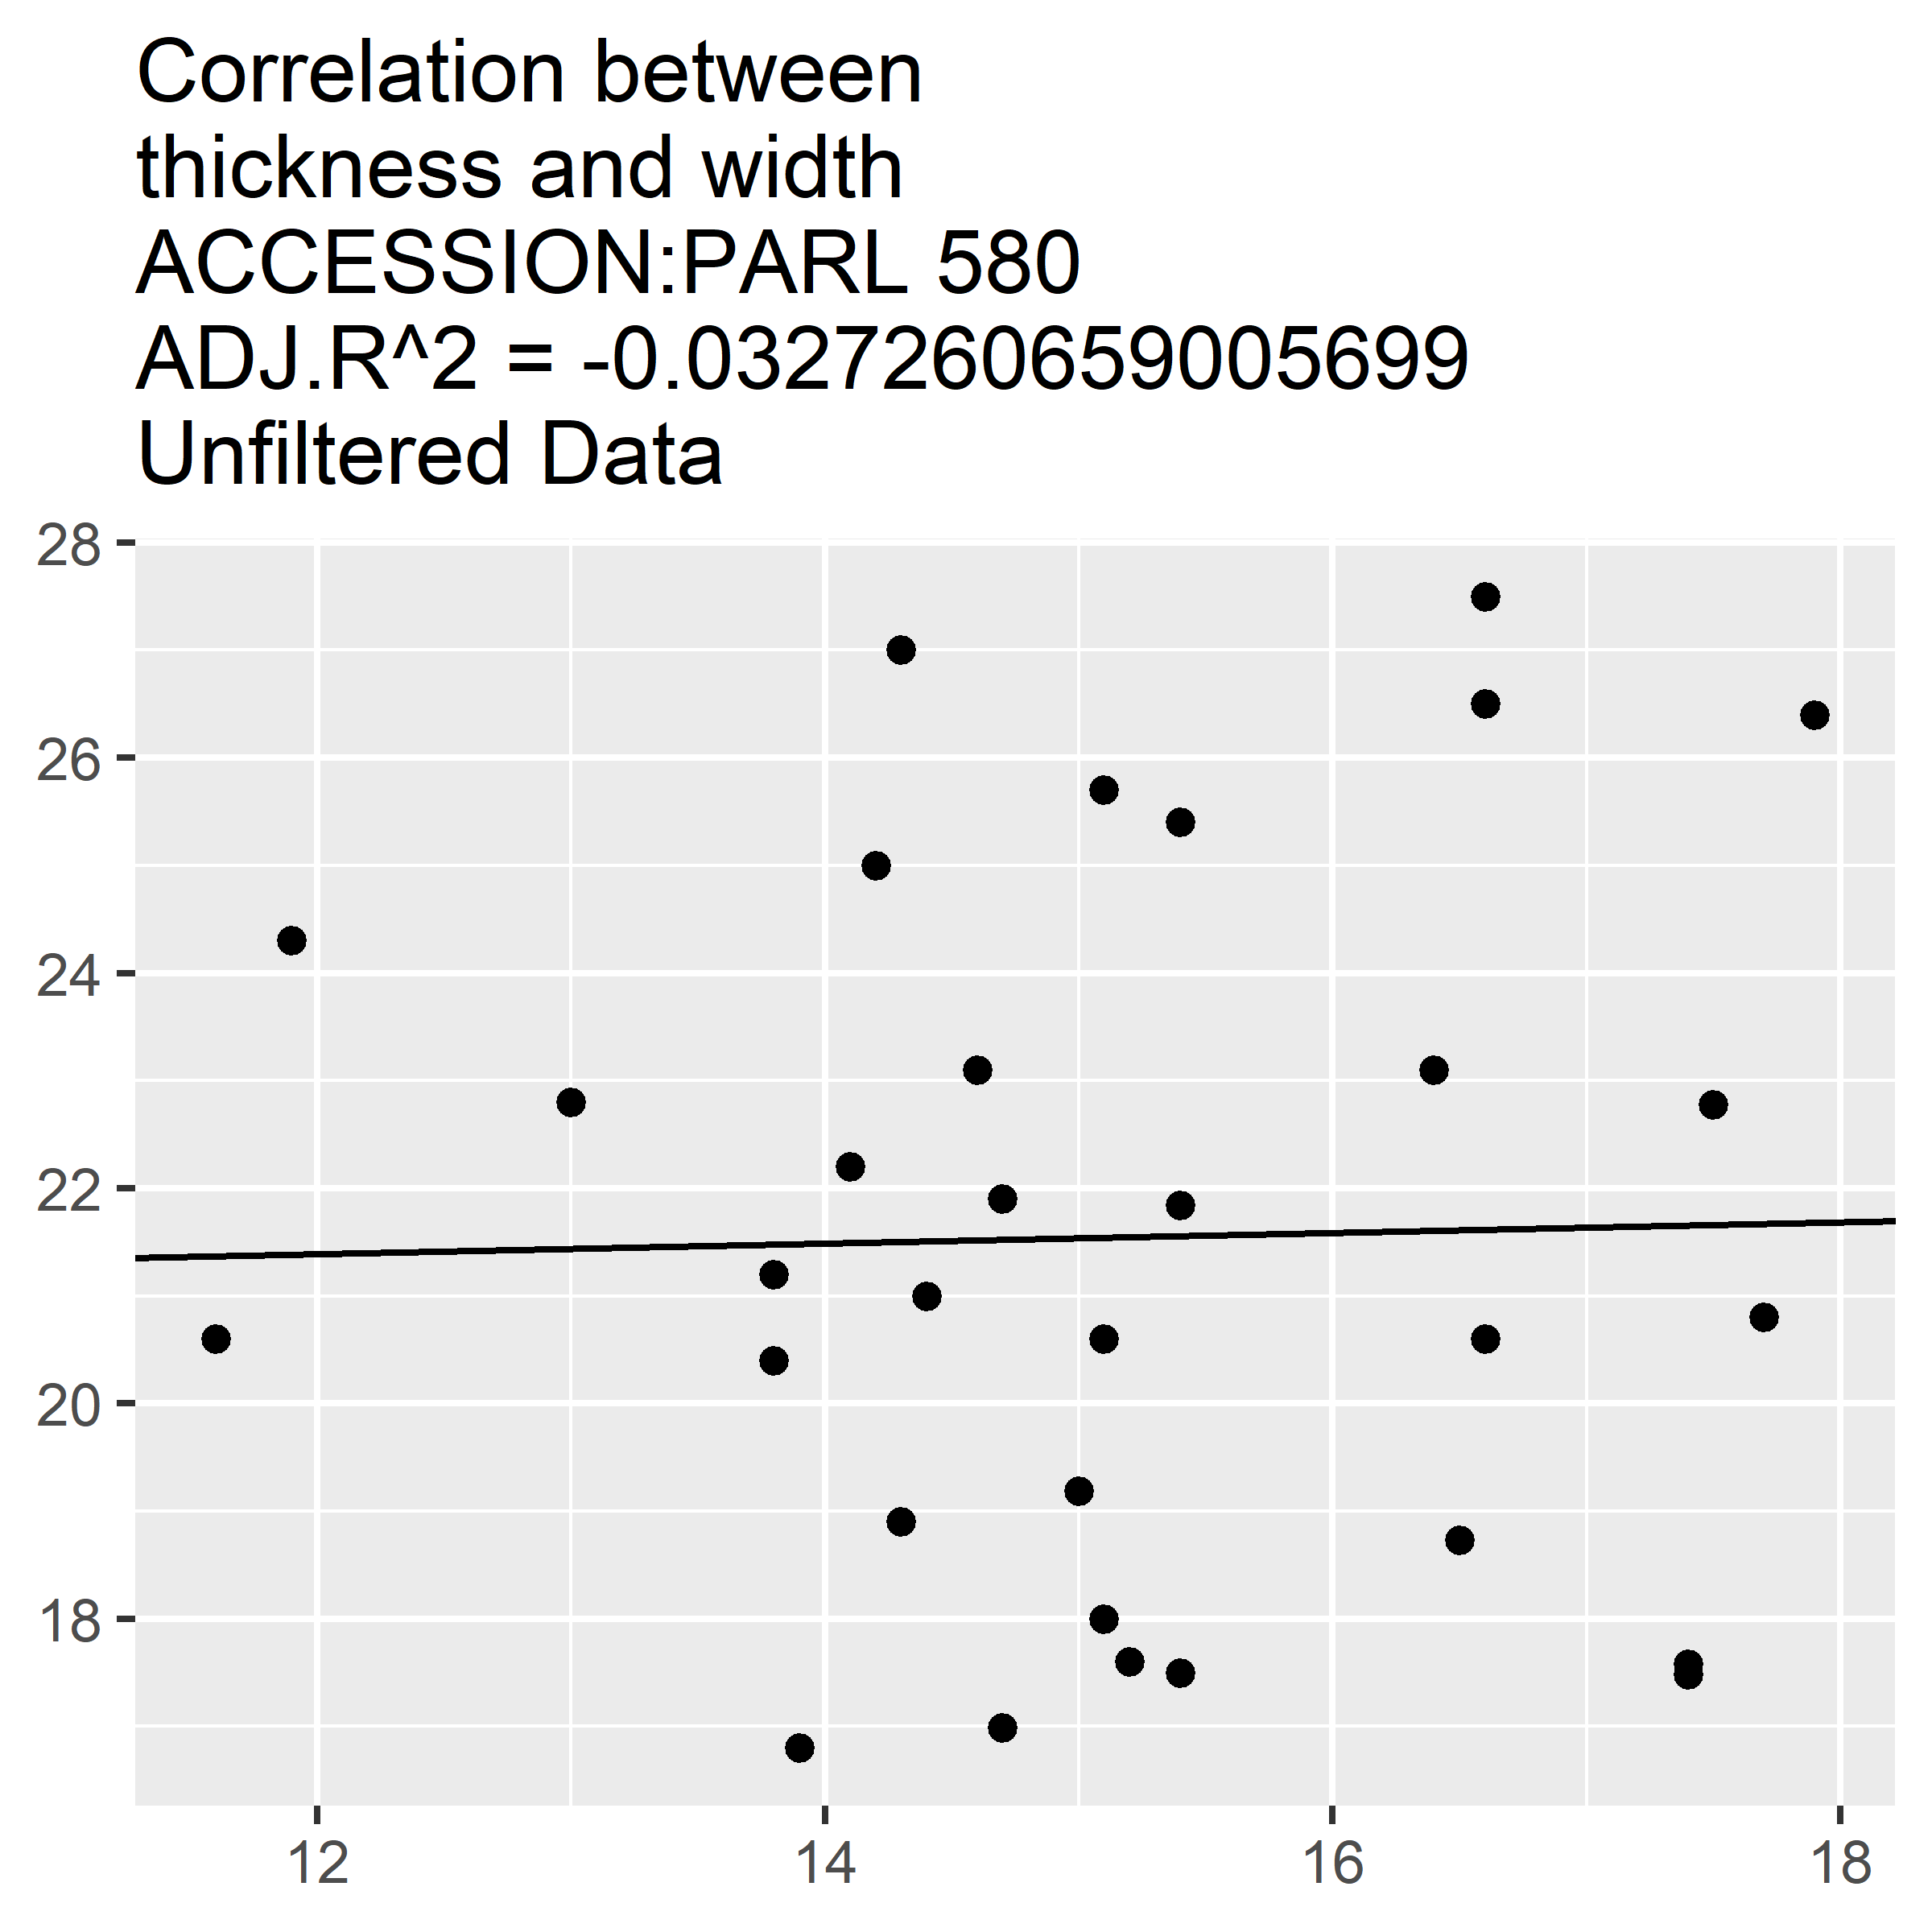 Correlation between
thickness and width
ACCESSION:PARL 580
ADJ.R^2 = -0.0327260659005699
Unfiltered Data
28
26
24
22
20
18
12 14 16 18